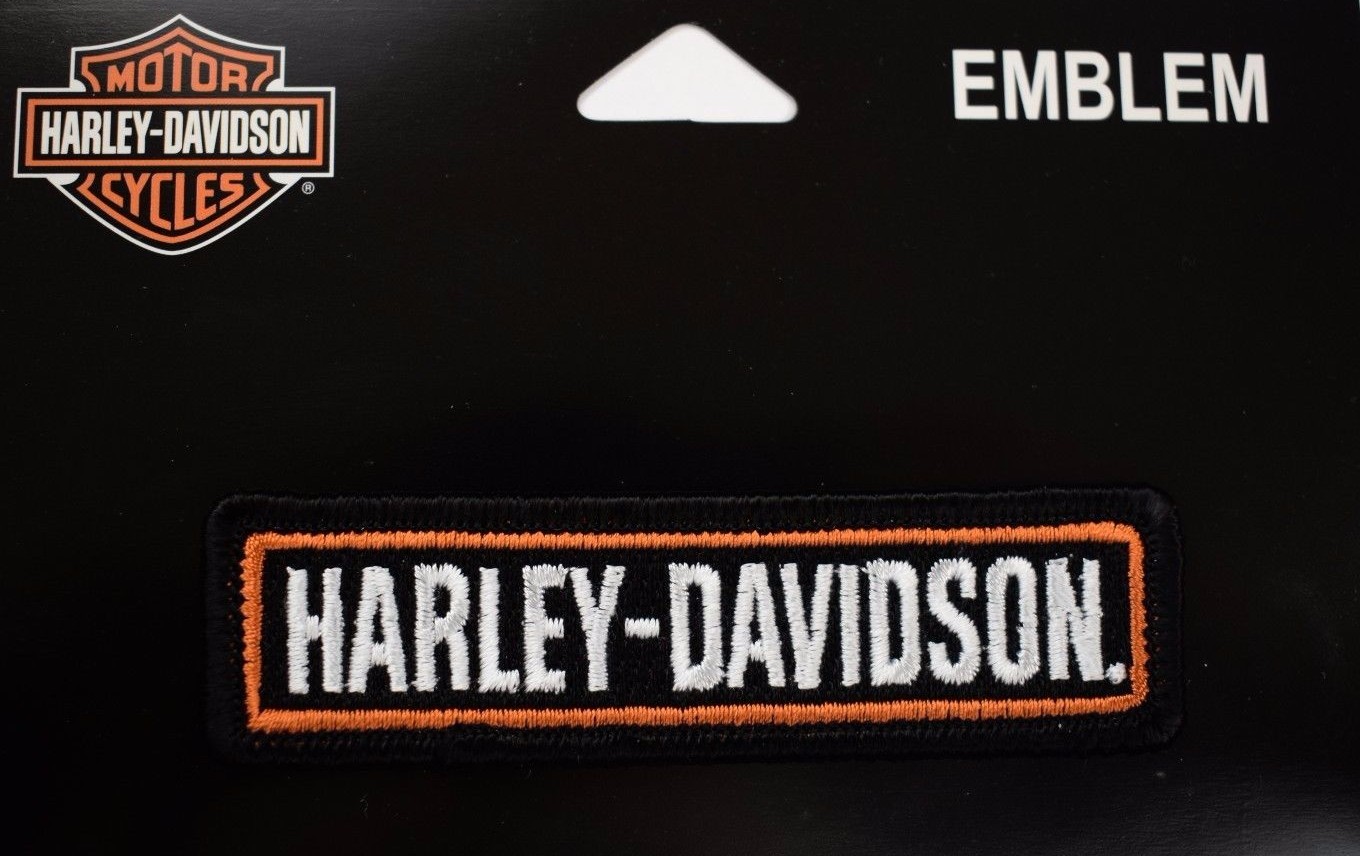 MOTOR
HARLEY-DAVIDSON
CYCLES
®
EMBLEM
HARLEY-DAVIDSON.